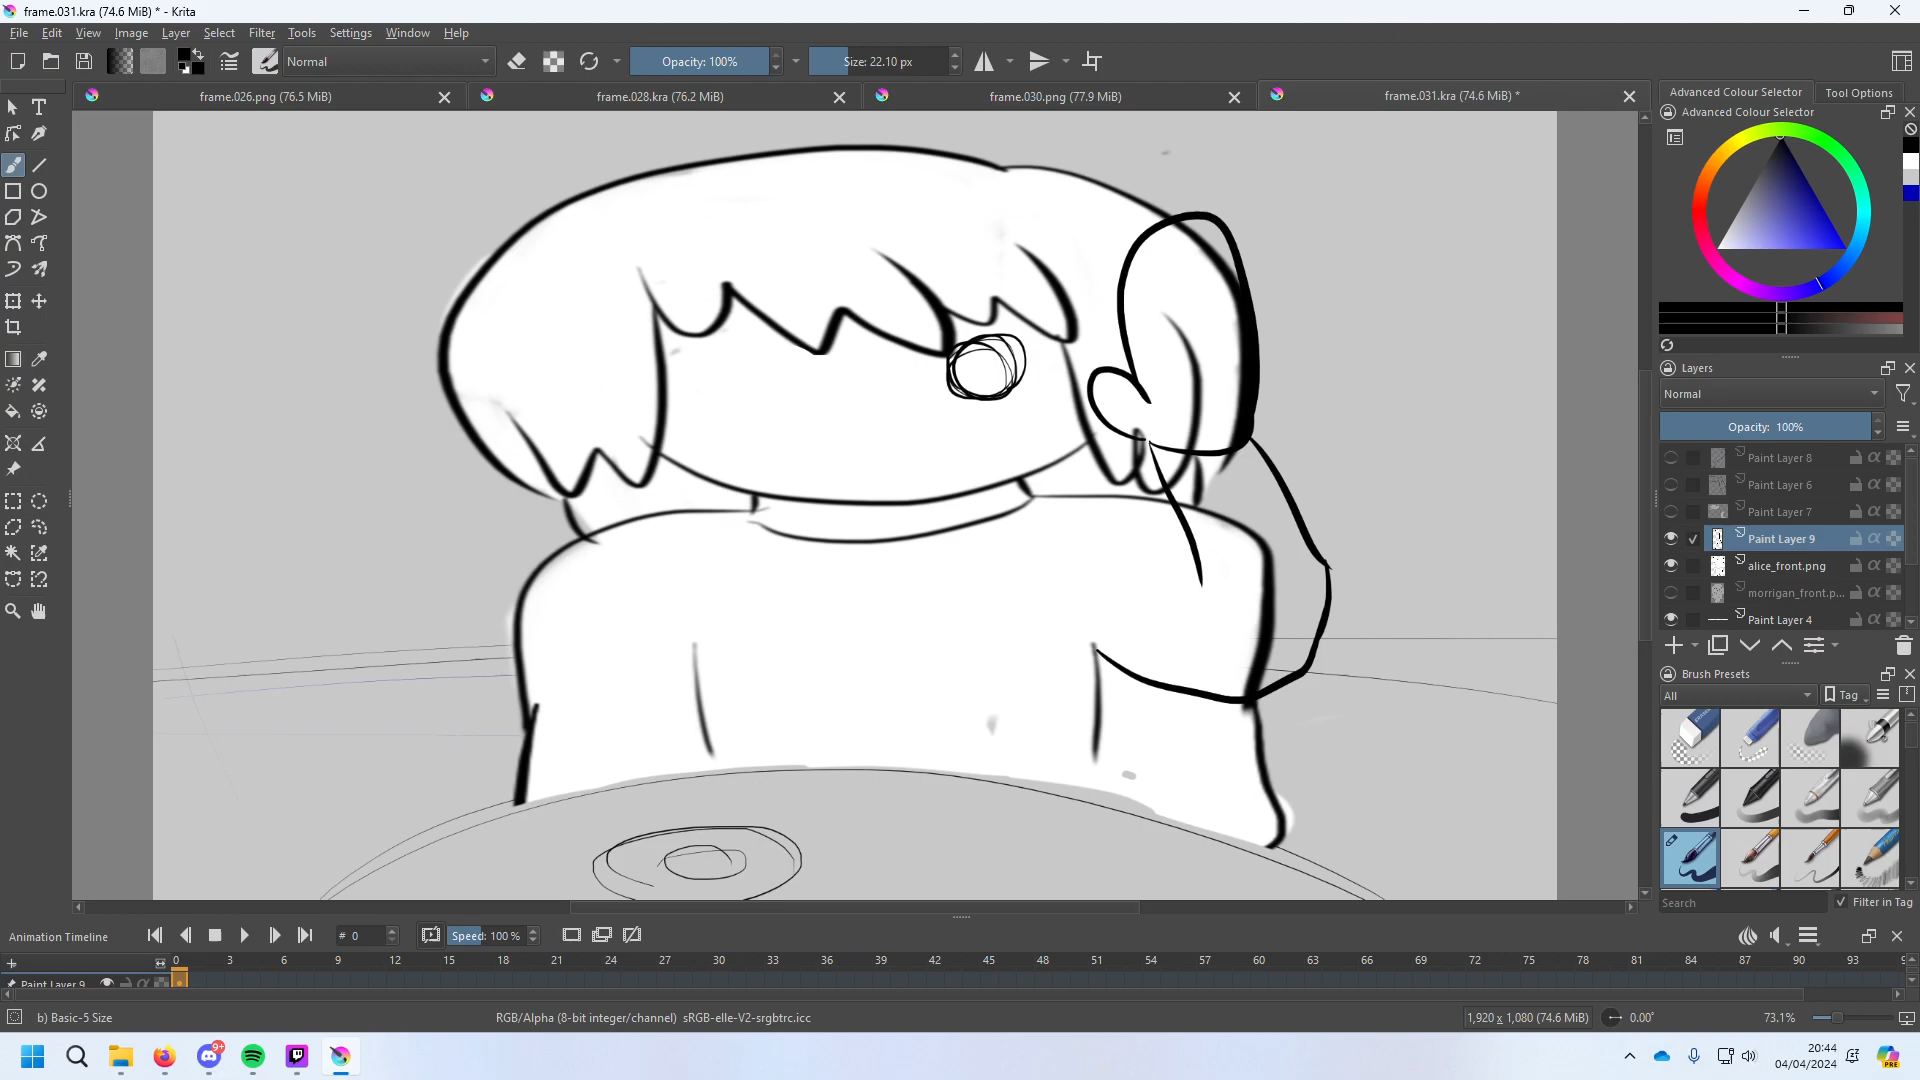 frame.031.kra (74.6 MiB) * - Krita
File Edit View Image Layer Select Filter Tools Settings Window Help
Normal
Opacity: 100%
Size: 22.10 px
frame.026.png (76.5 MiB)
frame.028.kra (76.2 MiB)
frame.030.png (77.9 MiB)
frame.031.kra (74.6 MiB) *
Advanced Colour Selector
Tool Options
Advanced Colour Selector
Layers
Normal
Opacity: 100%
Paint Layer 8
Paint Layer 6
Paint Layer 7
Paint Layer 9
alice_front.png
morrigan_front.p...
Paint Layer 4
Brush Presets
All
Tag
Search
Filter in Tag
Animation Timeline
# 0
Speed: 100 %
0 3 6 9 12 15 18 21 24 27 30 33 36 39 42 45 48 51 54 57 60 63 66 69 72 75 78 81 84 87 90 93
Paint Layer 9
b) Basic-5 Size
RGB/Alpha (8-bit integer/channel) sRGB-elle-V2-srgbtrc.icc
1,920 x 1,080 (74.6 MiB)
0.00°
73.1%
9+
20:44
04/04/2024
PRE